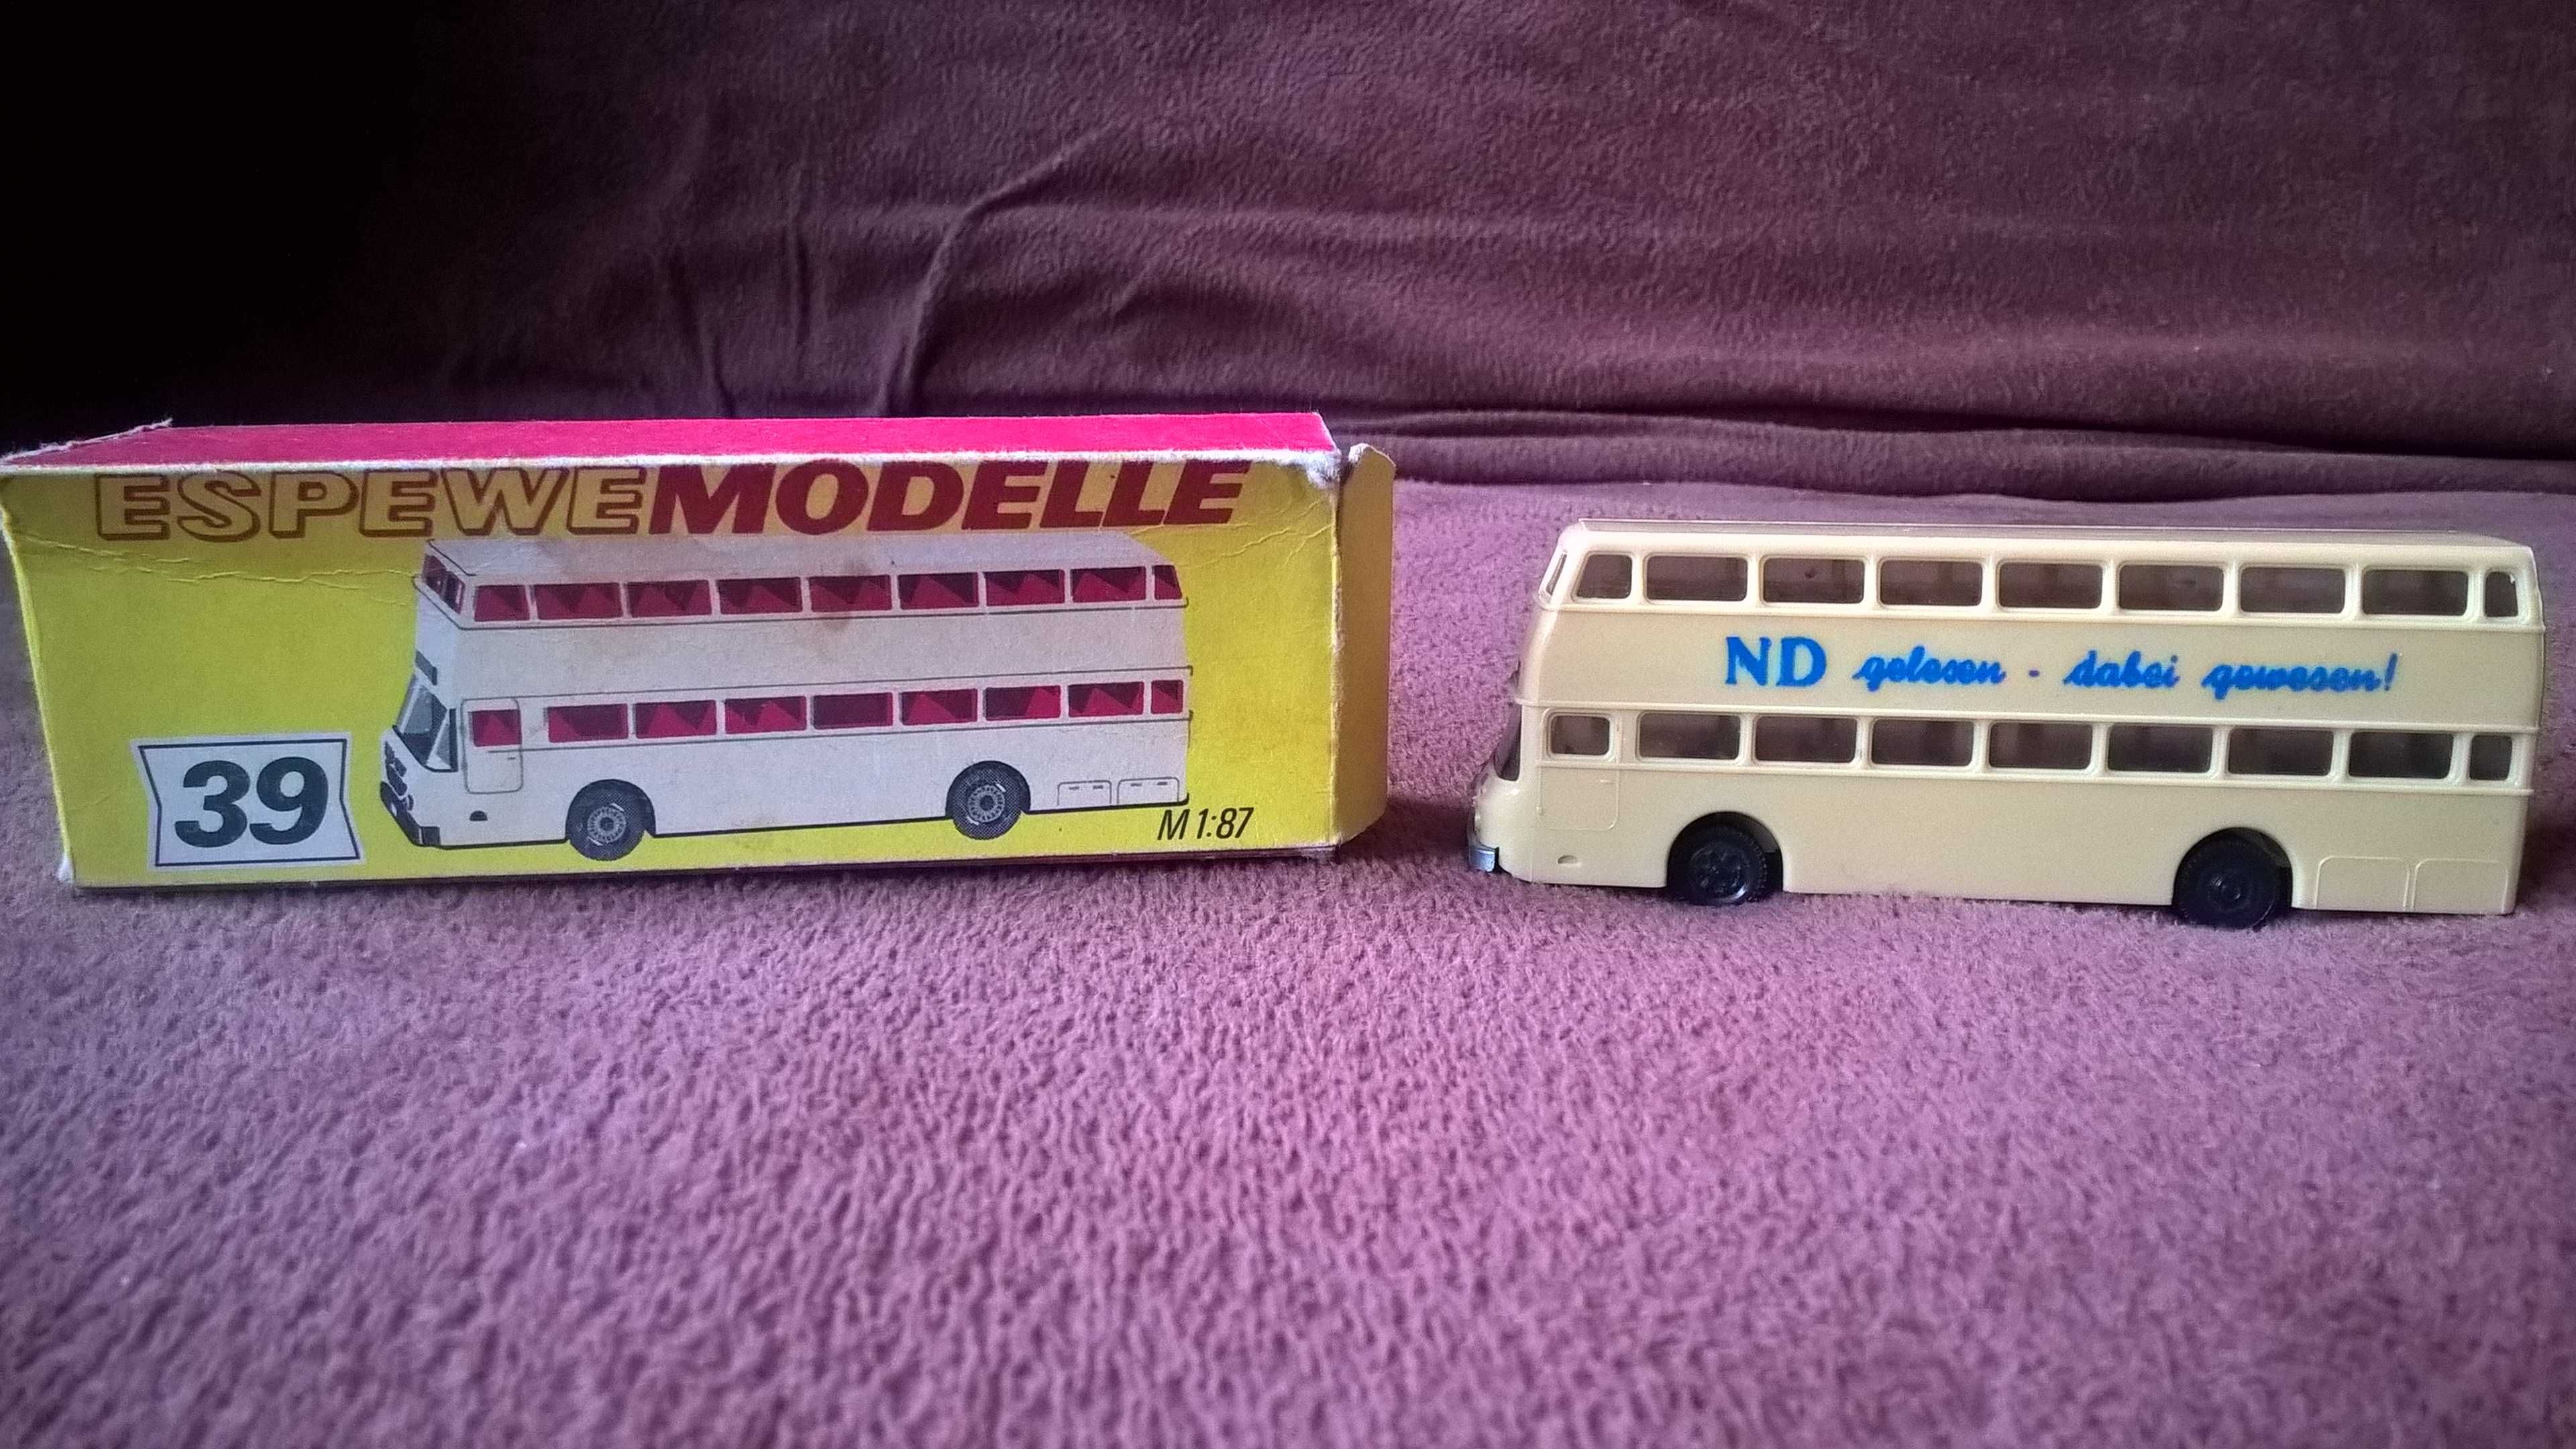 ESPEWEMODELLE
39
M 1:87
ND gelesen - dabei gewesen!